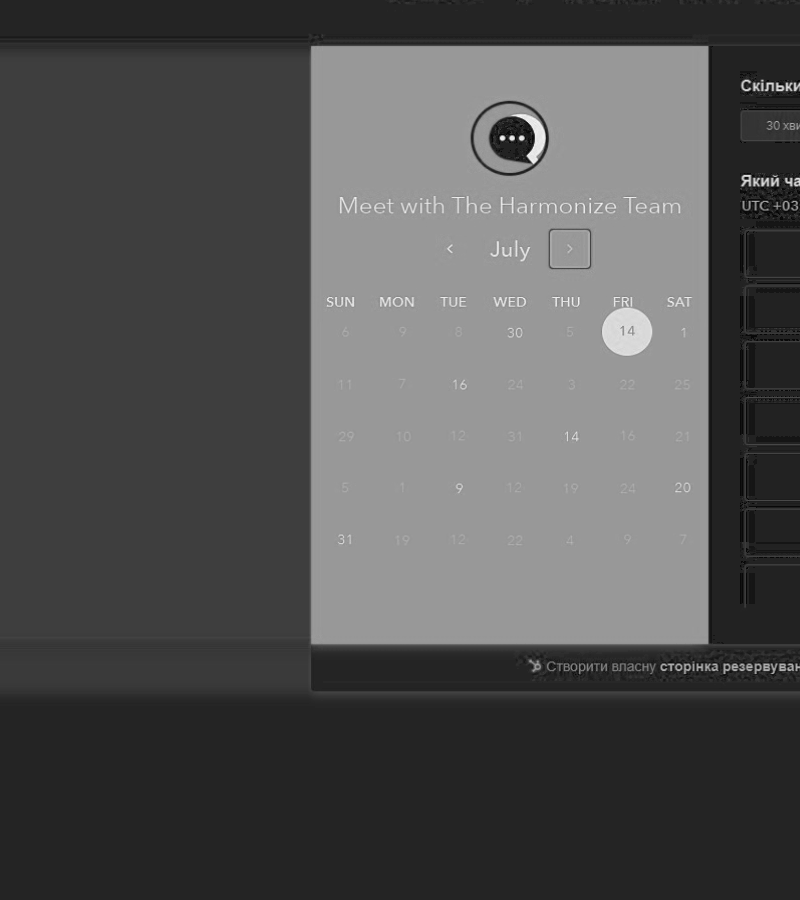 Meet with The Harmonize Team
July
SUN MON TUE WED THU FRI SAT
6 9 8 30 5 14 1
11 7 16 24 3 22 25
29 10 12 31 14 16 21
5 1 9 12 19 24 20
31 19 12 22 4 9 7
Скільки
30 хви
Який ча
UTC +03
Створити власну сторінка резервуван